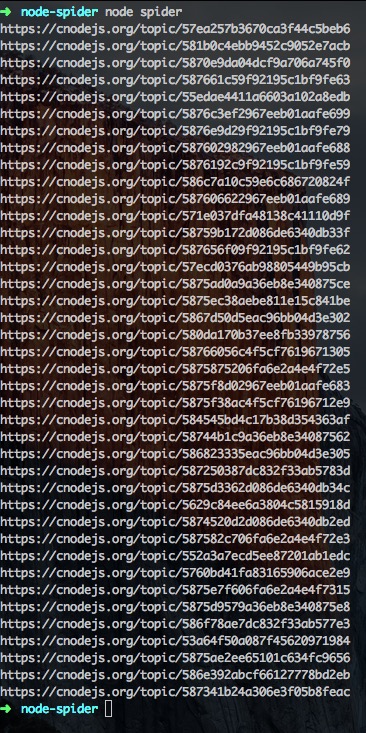 ➜ node-spider node spider
https://cnodejs.org/topic/57ea257b3670ca3f44c5beb6
https://cnodejs.org/topic/581b0c4ebb9452c9052e7acb
https://cnodejs.org/topic/5870e9da04dcf9a706a745f0
https://cnodejs.org/topic/587661c59f92195c1bf9fe63
https://cnodejs.org/topic/55edae4411a6603a102a8edb
https://cnodejs.org/topic/5876c3ef2967eeb01aafe699
https://cnodejs.org/topic/5876e9d29f92195c1bf9fe79
https://cnodejs.org/topic/587602982967eeb01aafe688
https://cnodejs.org/topic/5876192c9f92195c1bf9fe59
https://cnodejs.org/topic/586c7a10c59e6c686720824f
https://cnodejs.org/topic/587606622967eeb01aafe689
https://cnodejs.org/topic/571e037dfa48138c41110d9f
https://cnodejs.org/topic/58759b172d086de6340db33f
https://cnodejs.org/topic/587656f09f92195c1bf9fe62
https://cnodejs.org/topic/57ecd0376ab98805449b95cb
https://cnodejs.org/topic/5875ad0a9a36eb8e340875ce
https://cnodejs.org/topic/5875ec38aebe811e15c841be
https://cnodejs.org/topic/5867d50d5eac96bb04d3e302
https://cnodejs.org/topic/580da170b37ee8fb33978756
https://cnodejs.org/topic/58766056c4f5cf7619671305
https://cnodejs.org/topic/5875875206fa6e2a4e4f72e5
https://cnodejs.org/topic/5875f8d02967eeb01aafe683
https://cnodejs.org/topic/5875f38ac4f5cf76196712e9
https://cnodejs.org/topic/584545bd4c17b38d354363af
https://cnodejs.org/topic/58744b1c9a36eb8e34087562
https://cnodejs.org/topic/586823335eac96bb04d3e305
https://cnodejs.org/topic/587250387dc832f33ab5783d
https://cnodejs.org/topic/5875d3362d086de6340db34c
https://cnodejs.org/topic/5629c84ee6a3804c5815918d
https://cnodejs.org/topic/5874520d2d086de6340db2ed
https://cnodejs.org/topic/587582c706fa6e2a4e4f72e3
https://cnodejs.org/topic/552a3a7ecd5ee87201ab1edc
https://cnodejs.org/topic/5760bd41fa83165906ace2e9
https://cnodejs.org/topic/5875e7f606fa6e2a4e4f7315
https://cnodejs.org/topic/5875d9579a36eb8e340875e8
https://cnodejs.org/topic/586f78ae7dc832f33ab577e3
https://cnodejs.org/topic/53a64f50a087f45620971984
https://cnodejs.org/topic/5875ae2ee65101c634fc9656
https://cnodejs.org/topic/586e392abcf66127778bd2eb
https://cnodejs.org/topic/587341b24a306e3f05b8feac
➜ node-spider